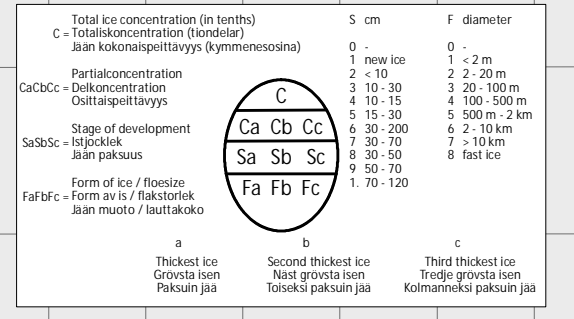 Total ice concentration (in tenths)
C = Totaliskoncentration (tiondelar)
Jään kokonaispeittävyys (kymmenesosina)
Partialconcentration
CaCbCc = Delkoncentration
Osittaispeittävyys
Stage of development
SaSbSc = Istjocklek
Jään paksuus
Form of ice / floesize
FaFbFc = Form av is / flakstorlek
Jään muoto / lauttakoko
C
Ca Cb Cc
Sa Sb Sc
Fa Fb Fc
S cm
0 -
1 new ice
2 < 10
3 10 - 30
4 10 - 15
5 15 - 30
6 30 - 200
7 30 - 70
8 30 - 50
9 50 - 70
1. 70 - 120
F diameter
0 -
1 < 2 m
2 2 - 20 m
3 20 - 100 m
4 100 - 500 m
5 500 m - 2 km
6 2 - 10 km
7 > 10 km
8 fast ice
a
Thickest ice
Grövsta isen
Paksuin jää
b
Second thickest ice
Näst grövsta isen
Toiseksi paksuin jää
c
Third thickest ice
Tredje grövsta isen
Kolmanneksi paksuin jää